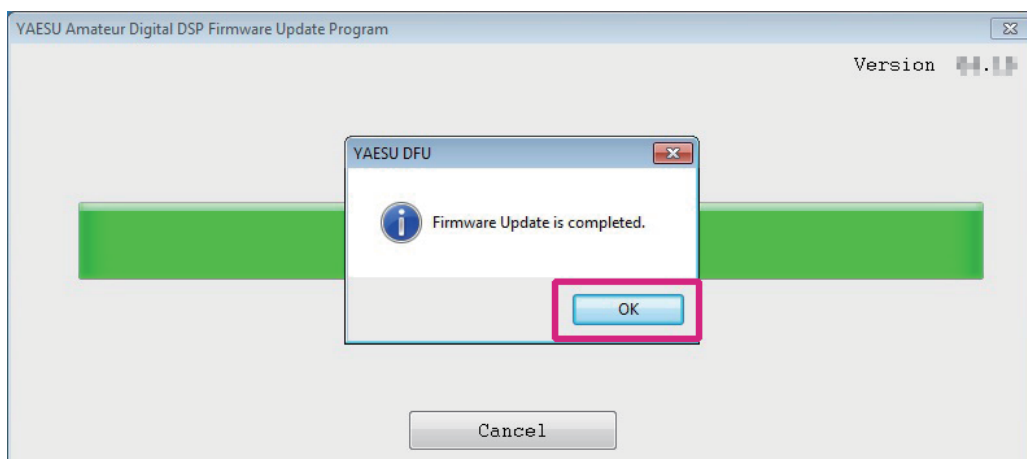 YAESU Amateur Digital DSP Firmware Update Program
Version
YAESU DFU
Firmware Update is completed.
OK
Cancel